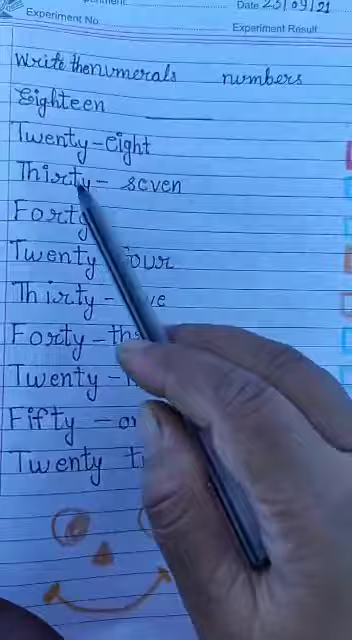 Date 23/09/21
Experiment No.
Experiment Result
Write the numerals numbers
Eighteen
Twenty-Eight
Thirty- seven
Forty
Twenty four
Thirty -
Forty-
Twenty -
Fifty -
Twenty